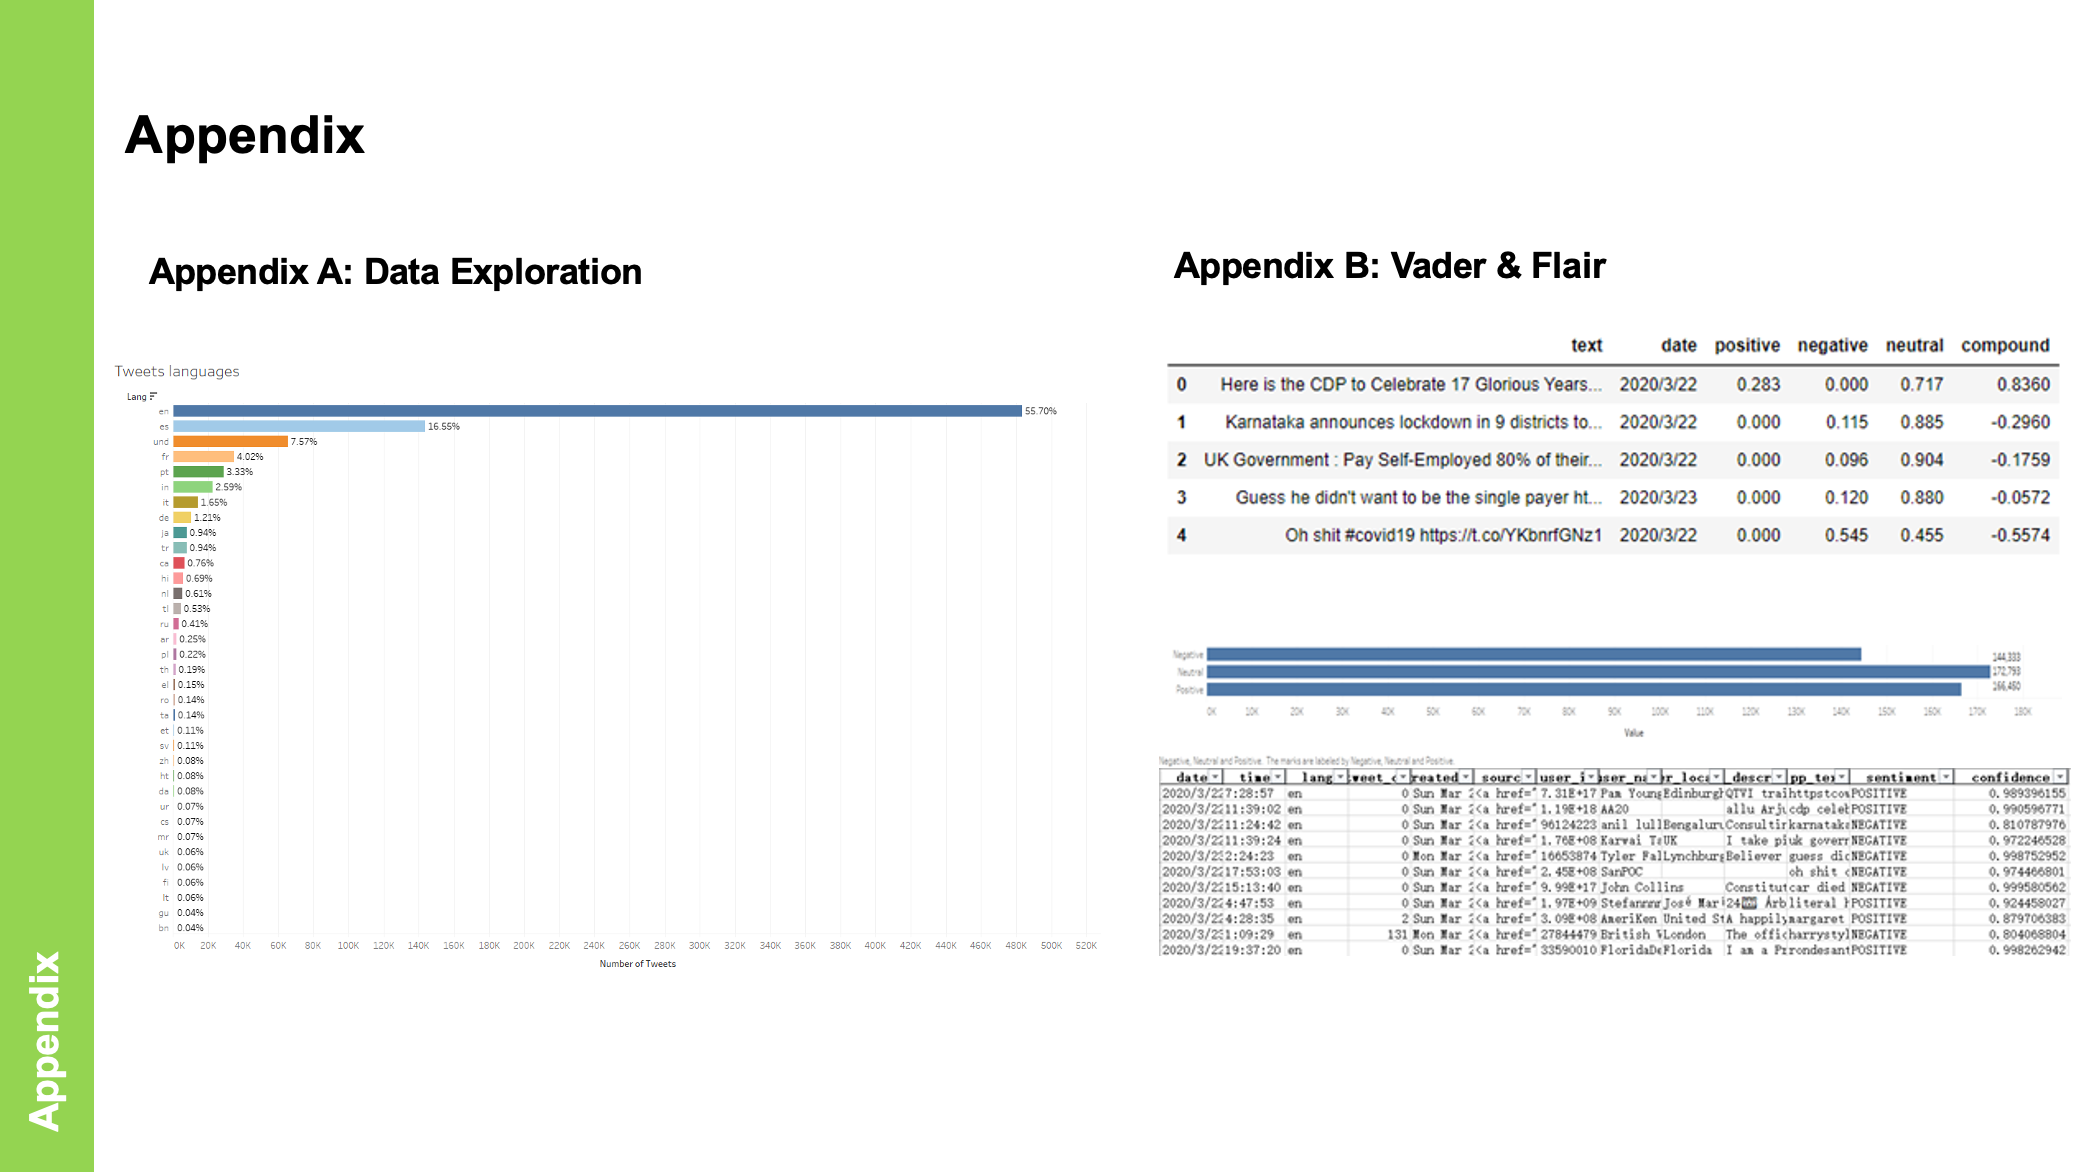 Appendix
Appendix A: Data Exploration
Tweets languages
Lang
en 55.70%
es 16.55%
und 7.57%
fr 4.02%
pt 3.33%
in 2.59%
it 1.65%
de 1.21%
ja 0.94%
tr 0.94%
ca 0.76%
hi 0.69%
nl 0.61%
tl 0.53%
ru 0.41%
ar 0.25%
pl 0.22%
th 0.19%
el 0.15%
ro 0.14%
ta 0.14%
et 0.11%
sv 0.11%
zh 0.08%
ht 0.08%
da 0.08%
ur 0.07%
cs 0.07%
mr 0.07%
uk 0.06%
lv 0.06%
fi 0.06%
lt 0.06%
gu 0.04%
bn 0.04%
0K 20K 40K 60K 80K 100K 120K 140K 160K 180K 200K 220K 240K 260K 280K 300K 320K 340K 360K 380K 400K 420K 440K 460K 480K 500K 520K
Number of Tweets
Appendix B: Vader & Flair
text date positive negative neutral compound
0 Here is the CDP to Celebrate 17 Glorious Years... 2020/3/22 0.283 0.000 0.717 0.8360
1 Karnataka announces lockdown in 9 districts to... 2020/3/22 0.000 0.115 0.885 -0.2960
2 UK Government : Pay Self-Employed 80% of their... 2020/3/22 0.000 0.096 0.904 -0.1759
3 Guess he didn't want to be the single payer ht... 2020/3/23 0.000 0.120 0.880 -0.0572
4 Oh shit #covid19 https://t.co/YKbnrfGNz1 2020/3/22 0.000 0.545 0.455 -0.5574
Negative 144,333
Neutral 172,793
Positive 166,450
0K 10K 20K 30K 40K 50K 60K 70K 80K 90K 100K 110K 120K 130K 140K 150K 160K 170K 180K
Value
Negative, Neutral and Positive. The marks are labeled by Negative, Neutral and Positive.
date time lang reated sourc user_i descr sentiment confidence
2020/3/22 7:28:57 en 0 Sun Mar <a href=" 7.31E+17 Pam Young Edinburgh QTVI trai httpstcov POSITIVE 0.989396155
2020/3/22 11:39:02 en 0 Sun Mar <a href=" 1.19E+18 AA20 allu Arju cdp celeb POSITIVE 0.990596771
2020/3/22 11:24:42 en 0 Sun Mar <a href=" 96124223 anil lull Bengaluru Consultin karnataka NEGATIVE 0.810787976
2020/3/22 11:39:24 en 0 Sun Mar <a href=" 1.76E+08 Karwai UK I take pi uk govern NEGATIVE 0.972246528
2020/3/23 2:24:23 en 0 Mon Mar <a href=" 16653874 Tyler Fal Lynchburg Believer guess dic NEGATIVE 0.998752952
2020/3/22 17:53:03 en 0 Sun Mar <a href=" 2.45E+08 SanPOC oh shit NEGATIVE 0.974466801
2020/3/22 15:13:40 en 0 Sun Mar <a href=" 9.99E+17 John Collins Constitut car died NEGATIVE 0.999580562
2020/3/22 4:47:53 en 0 Sun Mar <a href=" 1.97E+09 José Mar literal POSITIVE 0.924458027
2020/3/22 4:28:35 en 2 Sun Mar <a href=" 3.09E+08 AmeriKen United St A happily margaret POSITIVE 0.879706383
2020/3/23 1:09:29 en 131 Mon Mar <a href=" 27844479 British London The offic harrystyl NEGATIVE 0.804068804
2020/3/22 19:37:20 en 0 Sun Mar <a href=" 33590010 FloridaDe Florida I am a Pr rondesant POSITIVE 0.998262942
Appendix